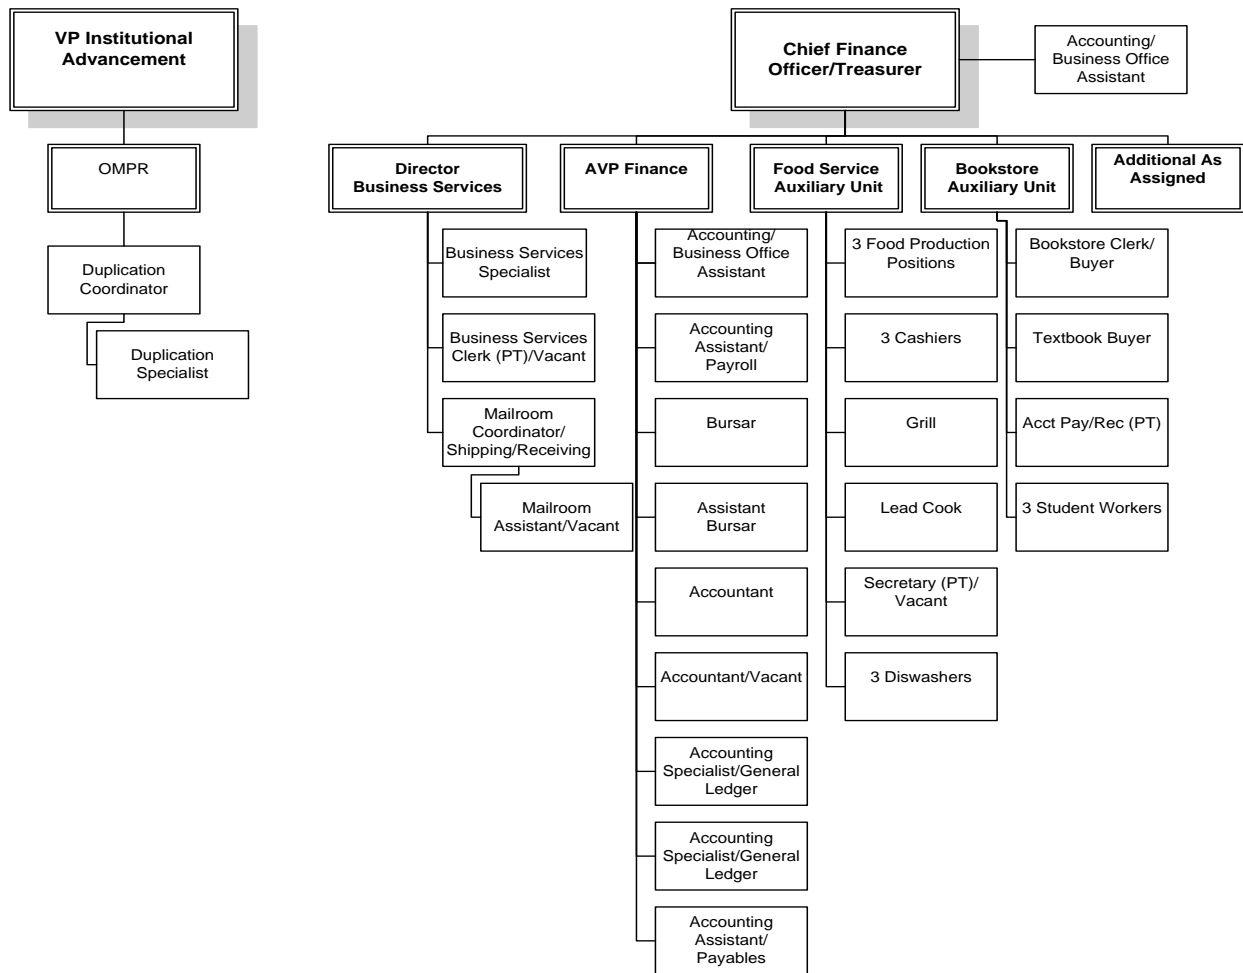 VP Institutional
Advancement
OMPR
Duplication
Coordinator
Duplication
Specialist
Chief Finance
Officer/Treasurer
Accounting/
Business Office
Assistant
Director
Business Services
Business Services
Specialist
Business Services
Clerk (PT)/Vacant
Mailroom
Coordinator/
Shipping/Receiving
Mailroom
Assistant/Vacant
AVP Finance
Accounting/
Business Office
Assistant
Accounting
Assistant/
Payroll
Bursar
Assistant
Bursar
Accountant
Accountant/Vacant
Accounting
Specialist/General
Ledger
Accounting
Specialist/General
Ledger
Accounting
Assistant/
Payables
Food Service
Auxiliary Unit
3 Food Production
Positions
3 Cashiers
Grill
Lead Cook
Secretary (PT)/
Vacant
3 Diswashers
Bookstore
Auxiliary Unit
Bookstore Clerk/
Buyer
Textbook Buyer
Acct Pay/Rec (PT)
3 Student Workers
Additional As
Assigned